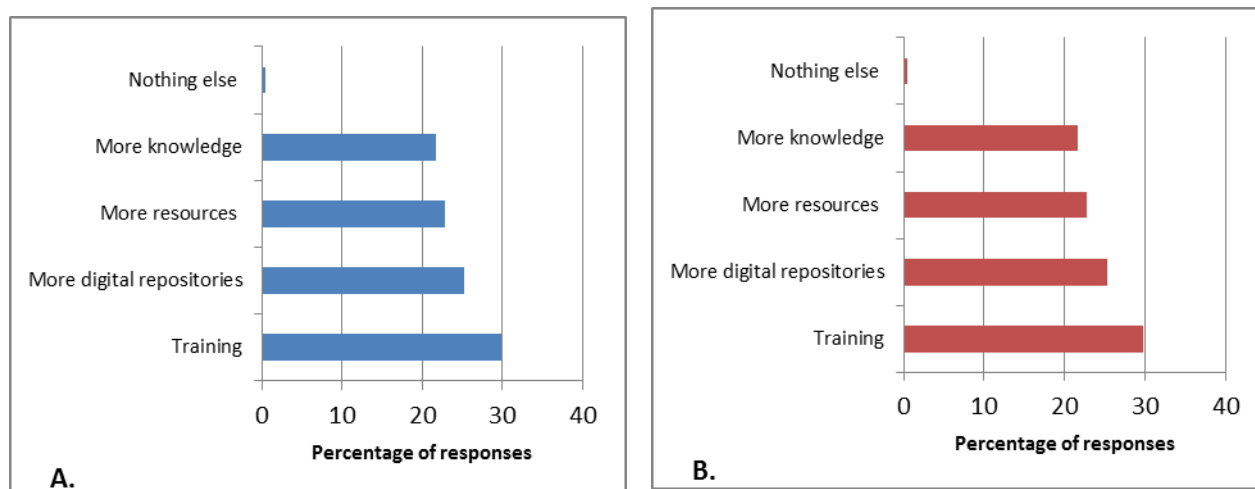 Nothing else
More knowledge
More resources
More digital repositories
Training
0 10 20 30 40
Percentage of responses
A.
Nothing else
More knowledge
More resources
More digital repositories
Training
0 10 20 30 40
Percentage of responses
B.